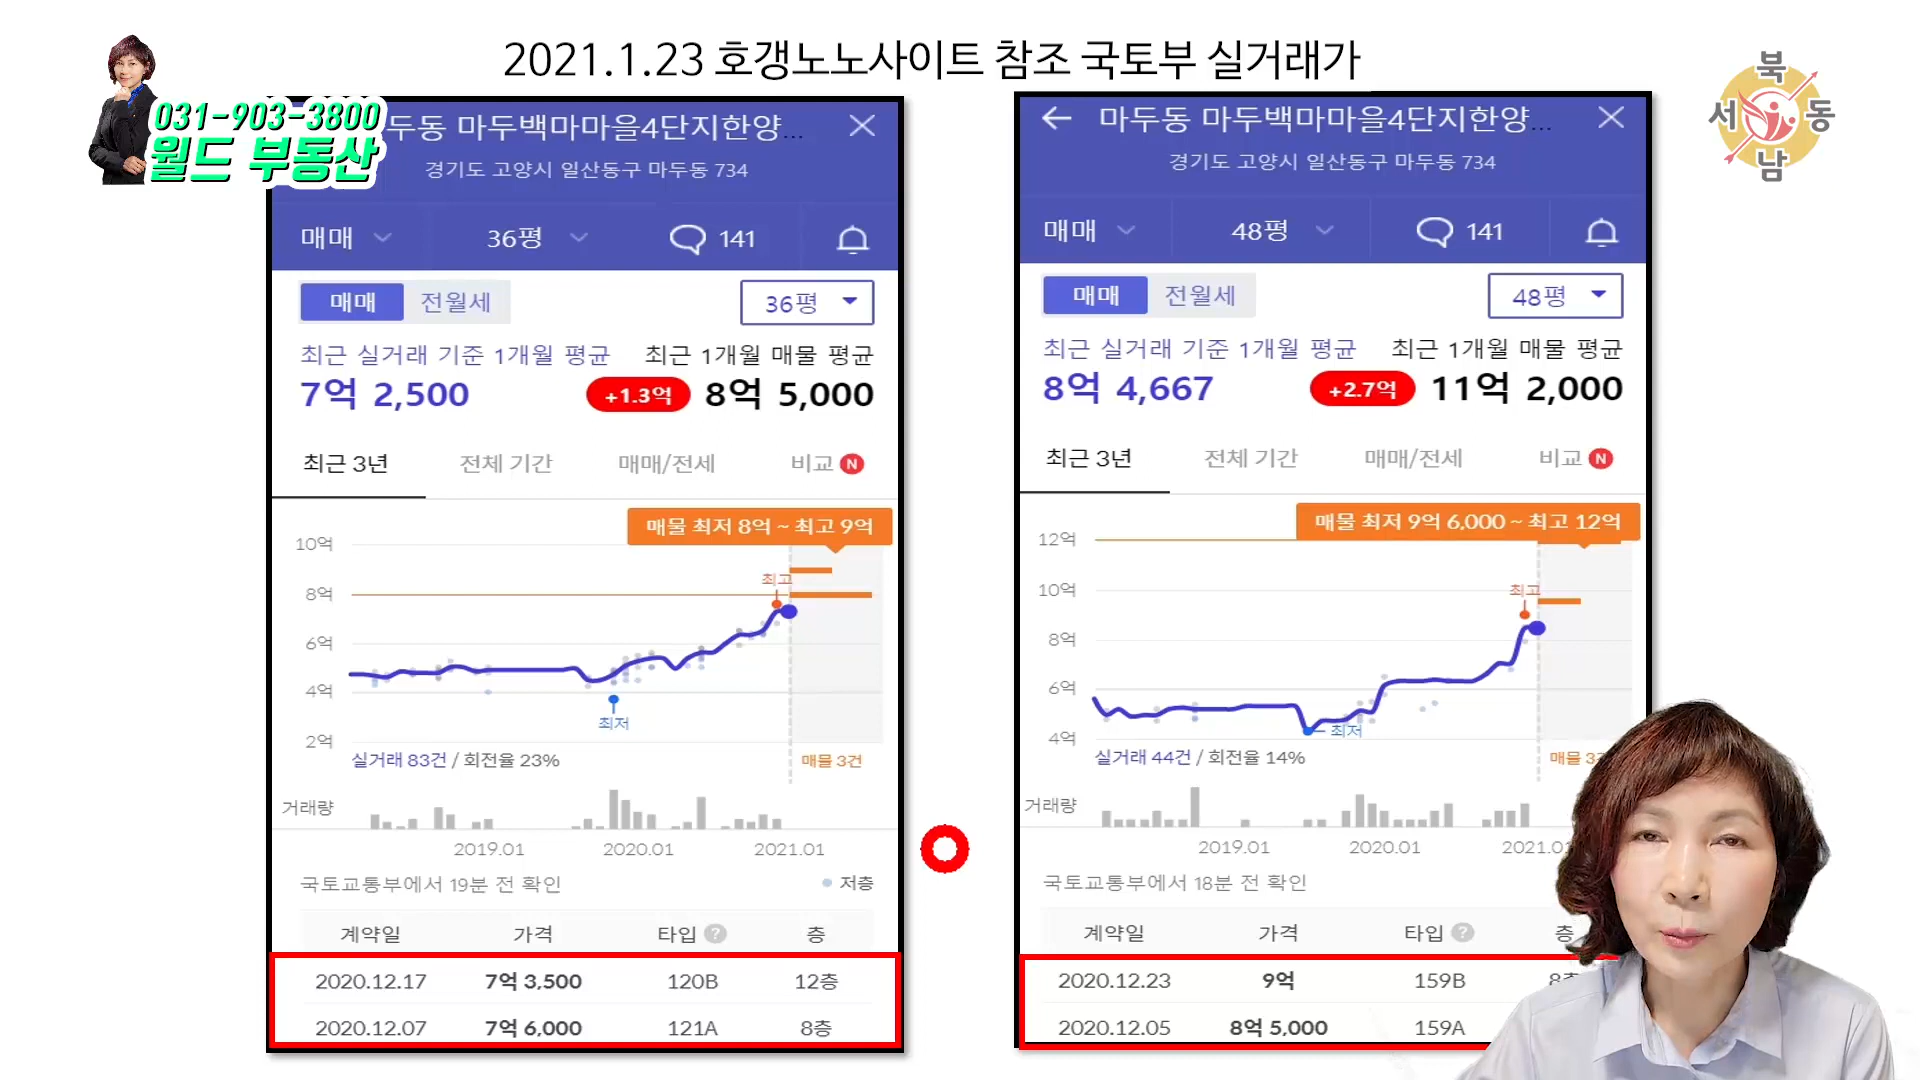 2021.1.23 호갱노노사이트 참조 국토부 실거래가
031-903-3800
월드 부동산
북
서 동
남
두동 마두백마마을4단지한양...
경기도 고양시 일산동구 마두동 734
매매 36평 141
매매 전월세 36평
최근 실거래 기준 1개월 평균 최근 1개월 매물 평균
7억 2,500 +1.3억 8억 5,000
최근 3년 전체 기간 매매/전세 비교 N
매물 최저 8억 ~ 최고 9억
10억
최고
8억
6억
4억
최저
2억
실거래 83건 / 회전율 23% 매물 3건
거래량
2019.01 2020.01 2021.01
국토교통부에서 19분 전 확인 저층
계약일 가격 타입 ? 층
2020.12.17 7억 3,500 120B 12층
2020.12.07 7억 6,000 121A 8층
마두동 마두백마마을4단지한양...
경기도 고양시 일산동구 마두동 734
매매 48평 141
매매 전월세 48평
최근 실거래 기준 1개월 평균 최근 1개월 매물 평균
8억 4,667 +2.7억 11억 2,000
최근 3년 전체 기간 매매/전세 비교 N
매물 최저 9억 6,000 ~ 최고 12억
12억
10억 최고
8억
6억
4억 최저
실거래 44건 / 회전율 14% 매물
거래량
2019.01 2020.01 2021.0
국토교통부에서 18분 전 확인
계약일 가격 타입 ? 층
2020.12.23 9억 159B
2020.12.05 8억 5,000 159A